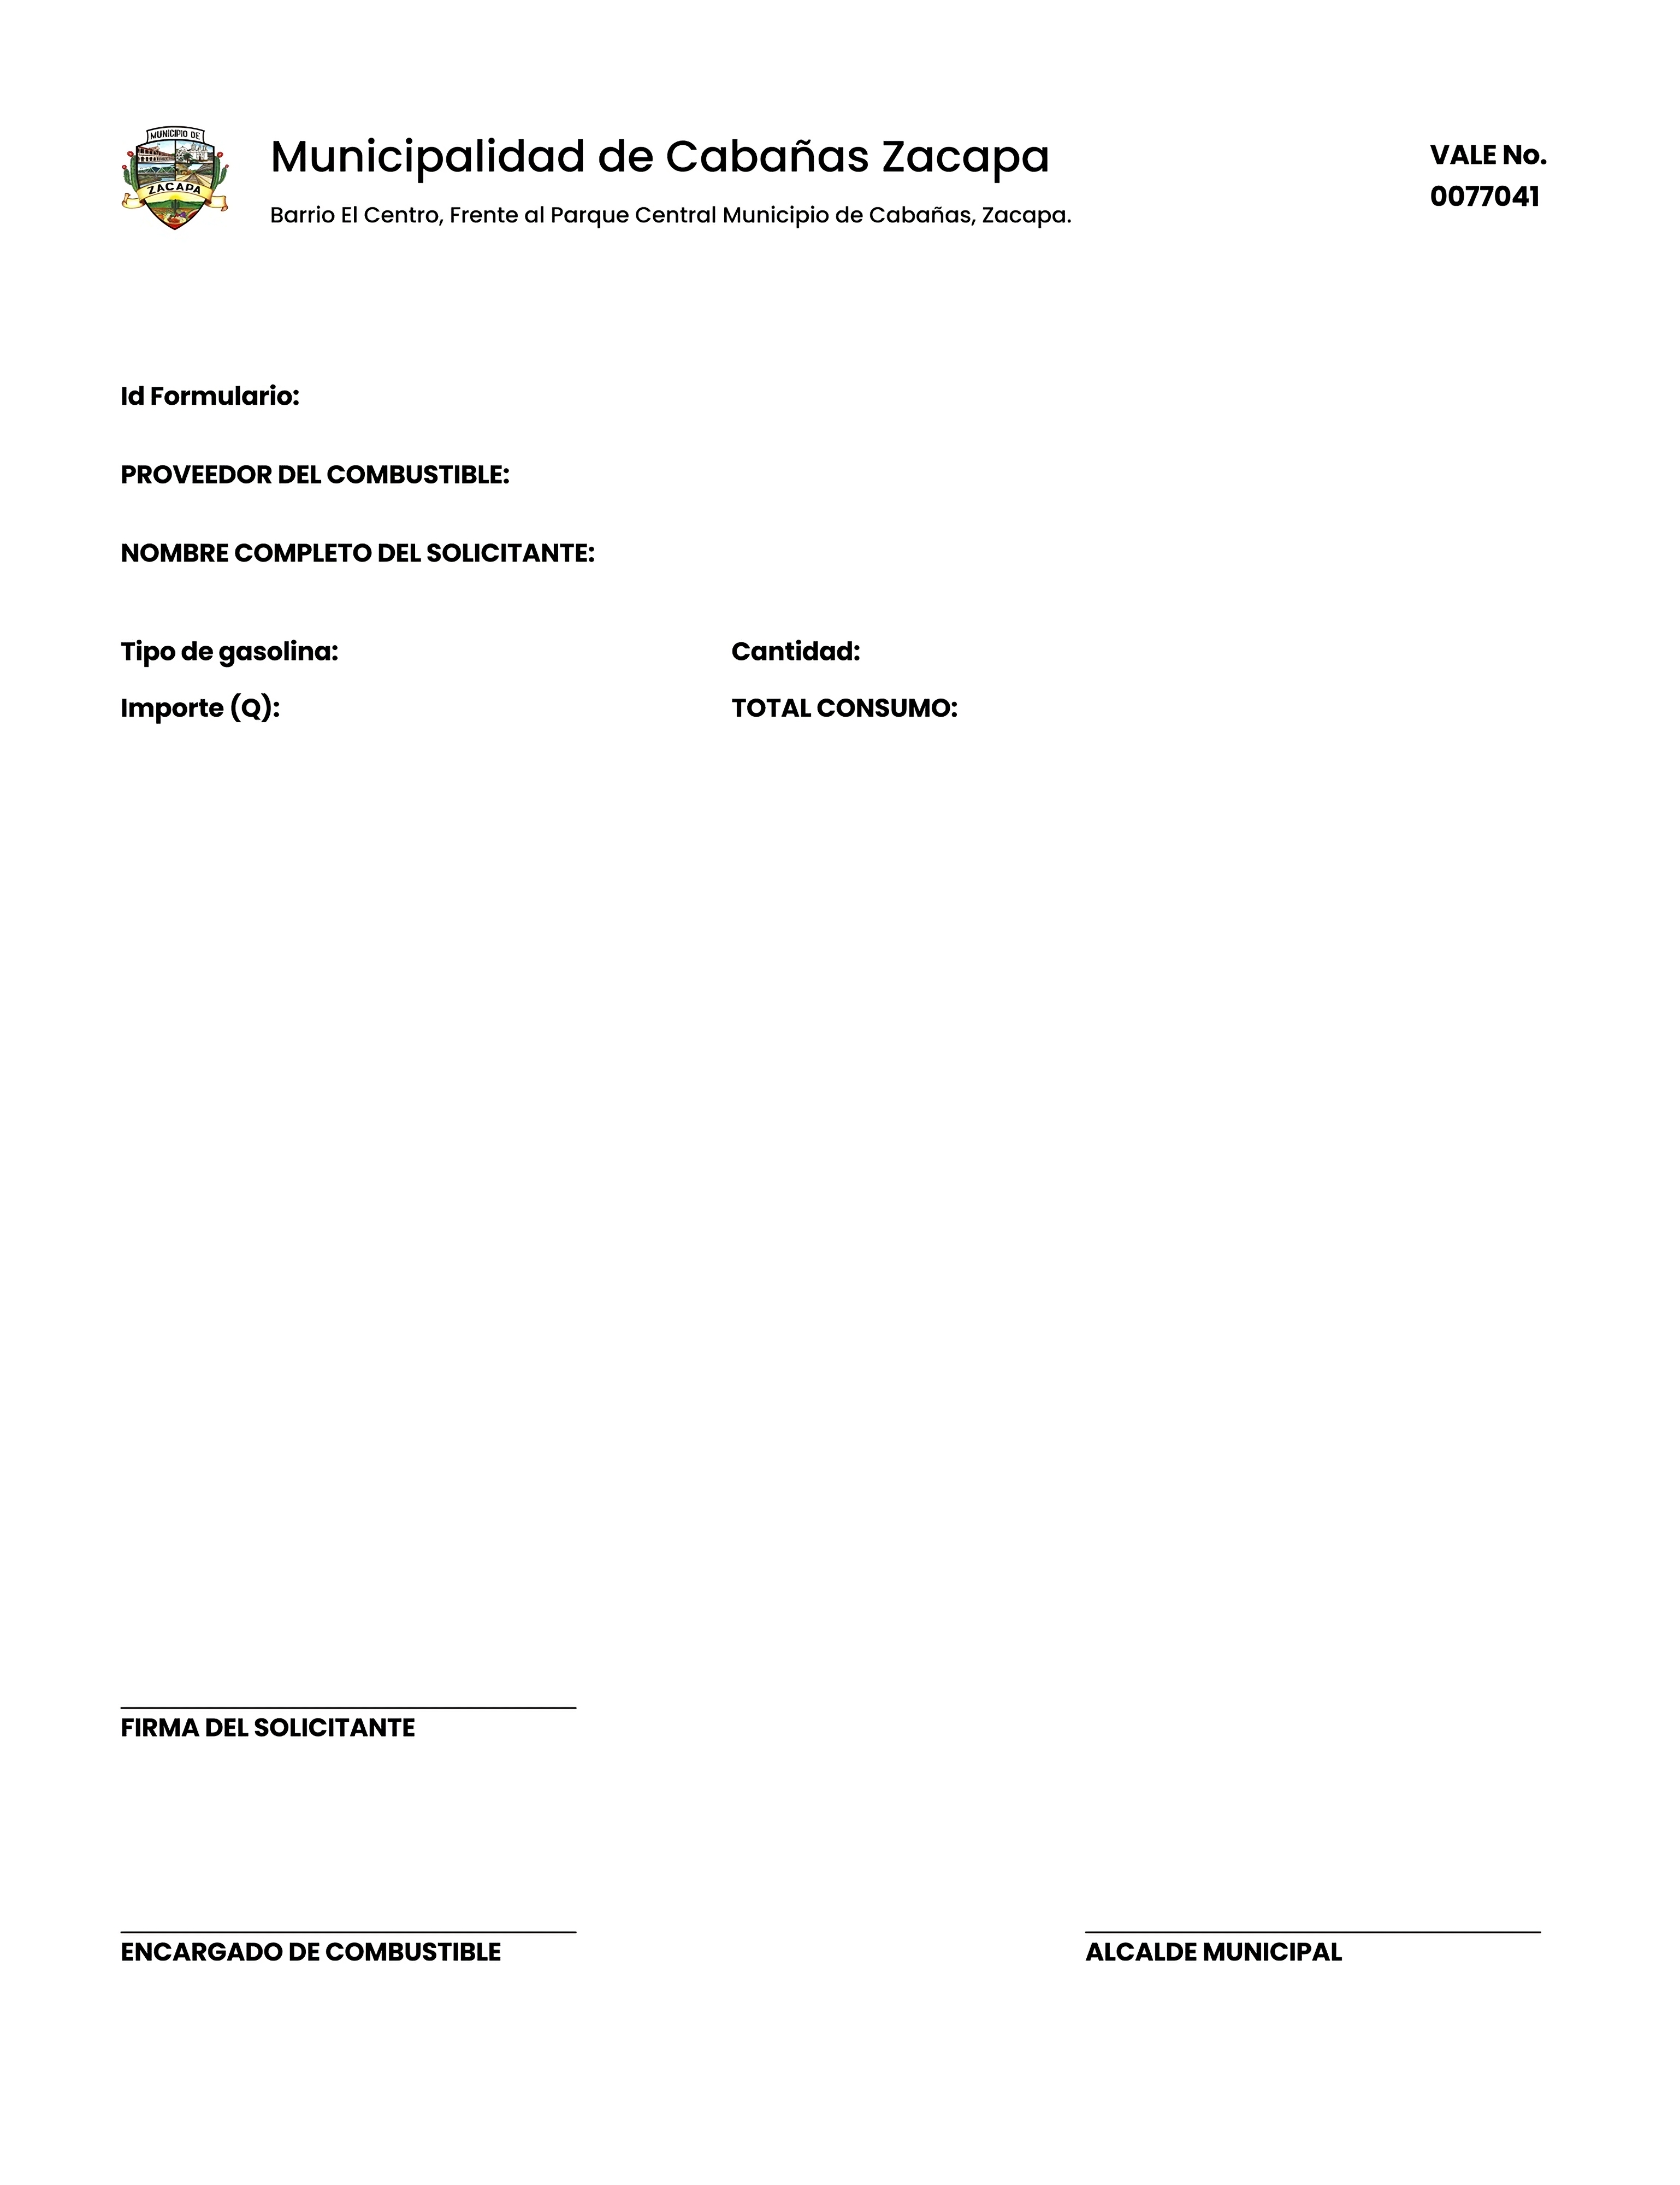 MUNICIPIO DE
ZACAPA
Municipalidad de Cabañas Zacapa
Barrio El Centro, Frente al Parque Central Municipio de Cabañas, Zacapa.
VALE No.
0077041
Id Formulario:
PROVEEDOR DEL COMBUSTIBLE:
NOMBRE COMPLETO DEL SOLICITANTE:
Tipo de gasolina: Cantidad:
Importe (Q): TOTAL CONSUMO:
FIRMA DEL SOLICITANTE
ENCARGADO DE COMBUSTIBLE ALCALDE MUNICIPAL